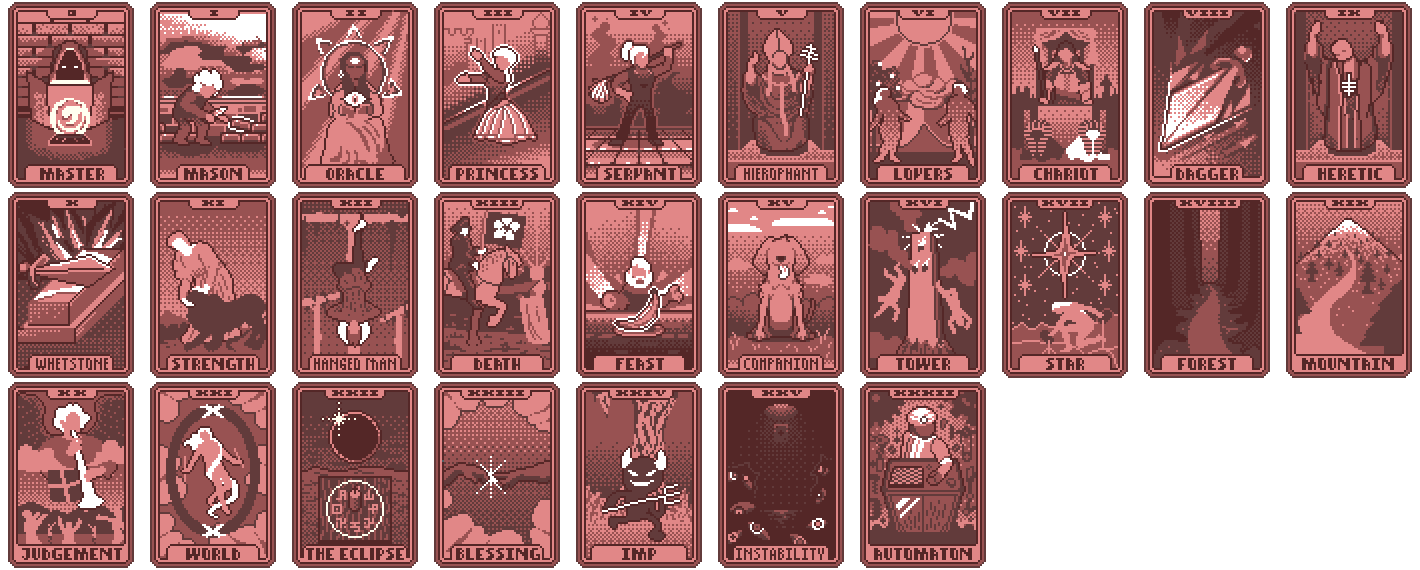 0 I II III IV V VI VII VIII IX
MASTER MASON ORACLE PRINCESS SERVANT HIEROPHANT LOVERS CHARIOT DAGGER HERETIC
X XI XII XIII XIV XV XVI XVII XVIII XIX
WHETSTONE STRENGTH HANGED MAN DEATH FEAST COMPANION TOWER STAR FOREST MOUNTAIN
XX XXI XXII XXIII XXIV XXV
JUDGEMENT WORLD THE ECLIPSE BLESSING IMP INSTABILITY AUTOMATON